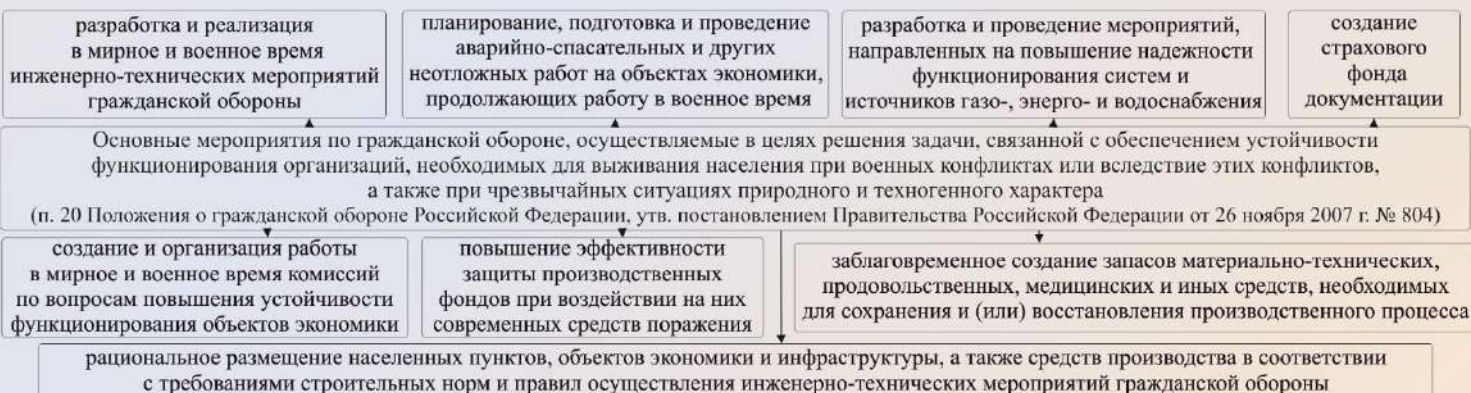 разработка и реализация
в мирное и военное время
инженерно-технических мероприятий
гражданской обороны
планирование, подготовка и проведение
аварийно-спасательных и других
неотложных работ на объектах экономики,
продолжающих работу в военное время
разработка и проведение мероприятий,
направленных на повышение надежности
функционирования систем и
источников газо-, энерго- и водоснабжения
создание
страхового
фонда
документации
Основные мероприятия по гражданской обороне, осуществляемые в целях решения задачи, связанной с обеспечением устойчивости
функционирования организаций, необходимых для выживания населения при военных конфликтах или вследствие этих конфликтов,
а также при чрезвычайных ситуациях природного и техногенного характера
(п. 20 Положения о гражданской обороне Российской Федерации, утв. постановлением Правительства Российской Федерации от 26 ноября 2007 г. № 804)
создание и организация работы
в мирное и военное время комиссий
по вопросам повышения устойчивости
функционирования объектов экономики
повышение эффективности
защиты производственных
фондов при воздействии на них
современных средств поражения
заблаговременное создание запасов материально-технических,
продовольственных, медицинских и иных средств, необходимых
для сохранения и (или) восстановления производственного процесса
рациональное размещение населенных пунктов, объектов экономики и инфраструктуры, а также средств производства в соответствии
с требованиями строительных норм и правил осуществления инженерно-технических мероприятий гражданской обороны